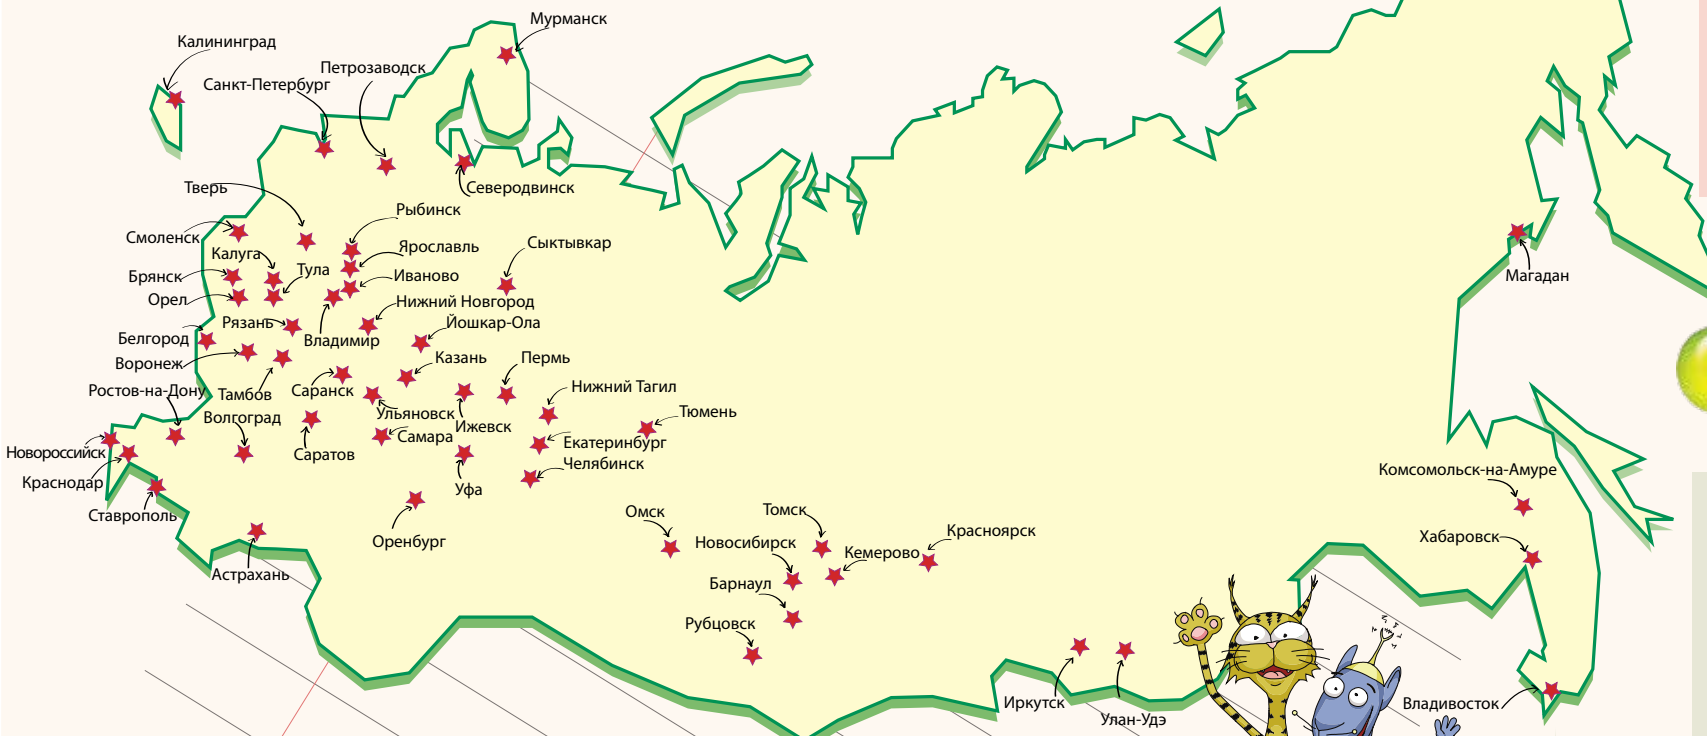 Мурманск
Калининград
Петрозаводск
Санкт-Петербург
Тверь
Северодвинск
Рыбинск
Смоленск
Ярославль
Сыктывкар
Калуга
Тула
Брянск
Иваново
Магадан
Орел
Нижний Новгород
Рязань
Йошкар-Ола
Белгород
Владимир
Воронеж
Казань
Пермь
Ростов-на-Дону
Тамбов
Саранск
Нижний Тагил
Волгоград
Ульяновск
Тюмень
Ижевск
Самара
Екатеринбург
Новороссийск
Саратов
Челябинск
Комсомольск-на-Амуре
Краснодар
Уфа
Ставрополь
Омск
Томск
Красноярск
Хабаровск
Оренбург
Новосибирск
Кемерово
Астрахань
Барнаул
Рубцовск
Иркутск
Владивосток
Улан-Удэ